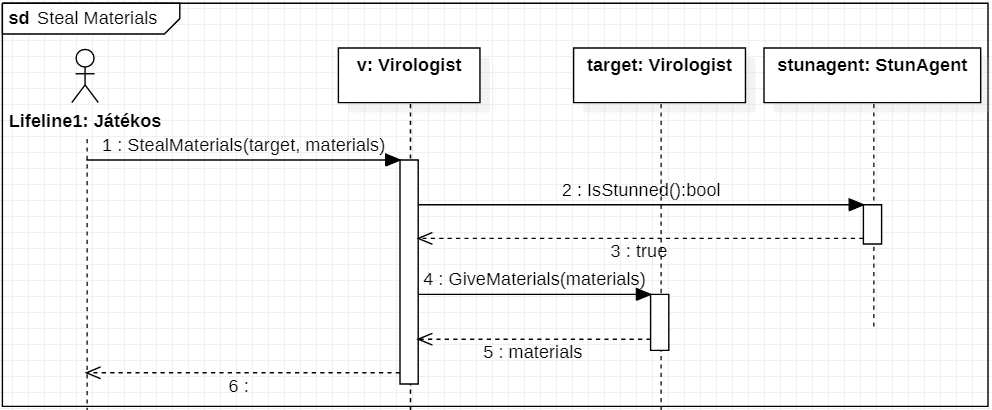 sd Steal Materials
v: Virologist
target: Virologist
stunagent: StunAgent
Lifeline1: Játékos
1 : StealMaterials(target, materials)
2 : IsStunned():bool
3 : true
4 : GiveMaterials(materials)
5 : materials
6 :